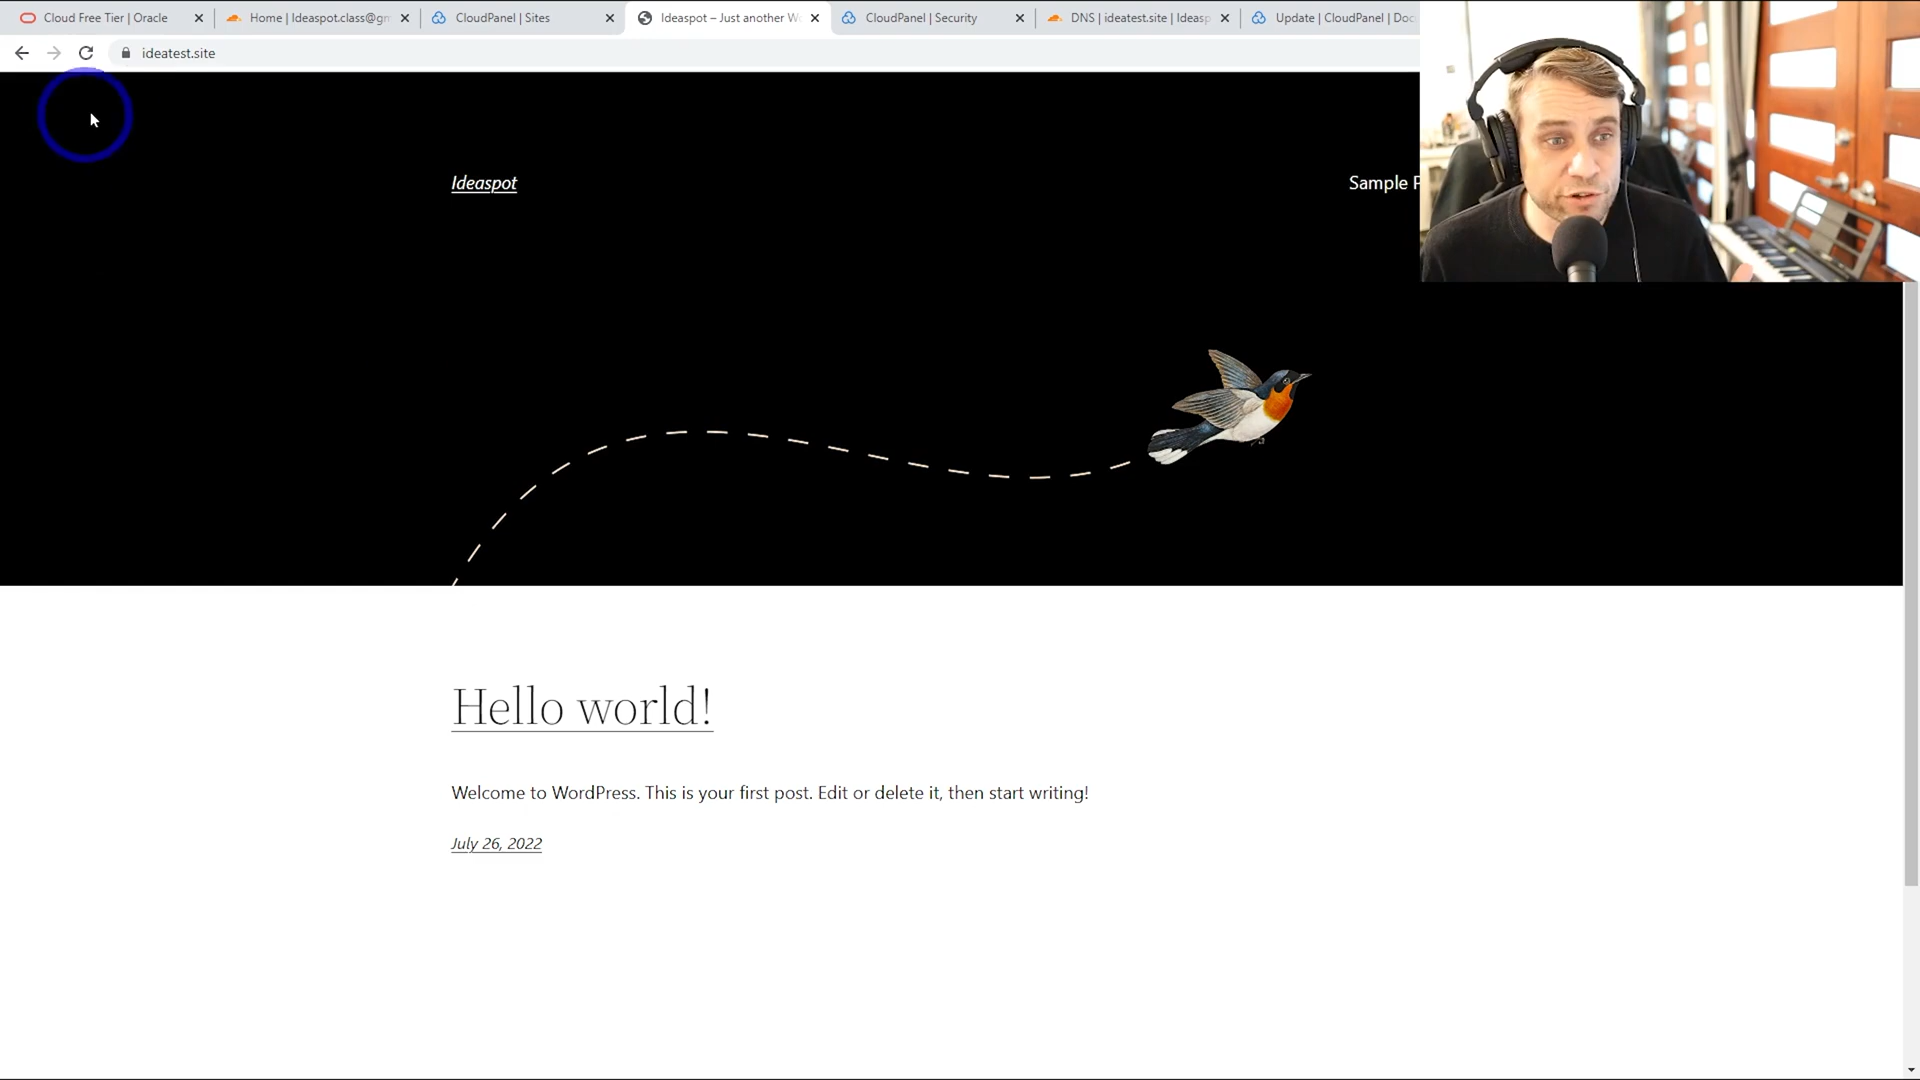 Cloud Free Tier | Oracle
Home | Ideaspot.class@gm
CloudPanel | Sites
Ideaspot – Just another Wo
CloudPanel | Security
DNS | ideatest.site | Ideasp
Update | CloudPanel | Doc
ideatest.site
Ideaspot
Sample P
Hello world!
Welcome to WordPress. This is your first post. Edit or delete it, then start writing!
July 26, 2022